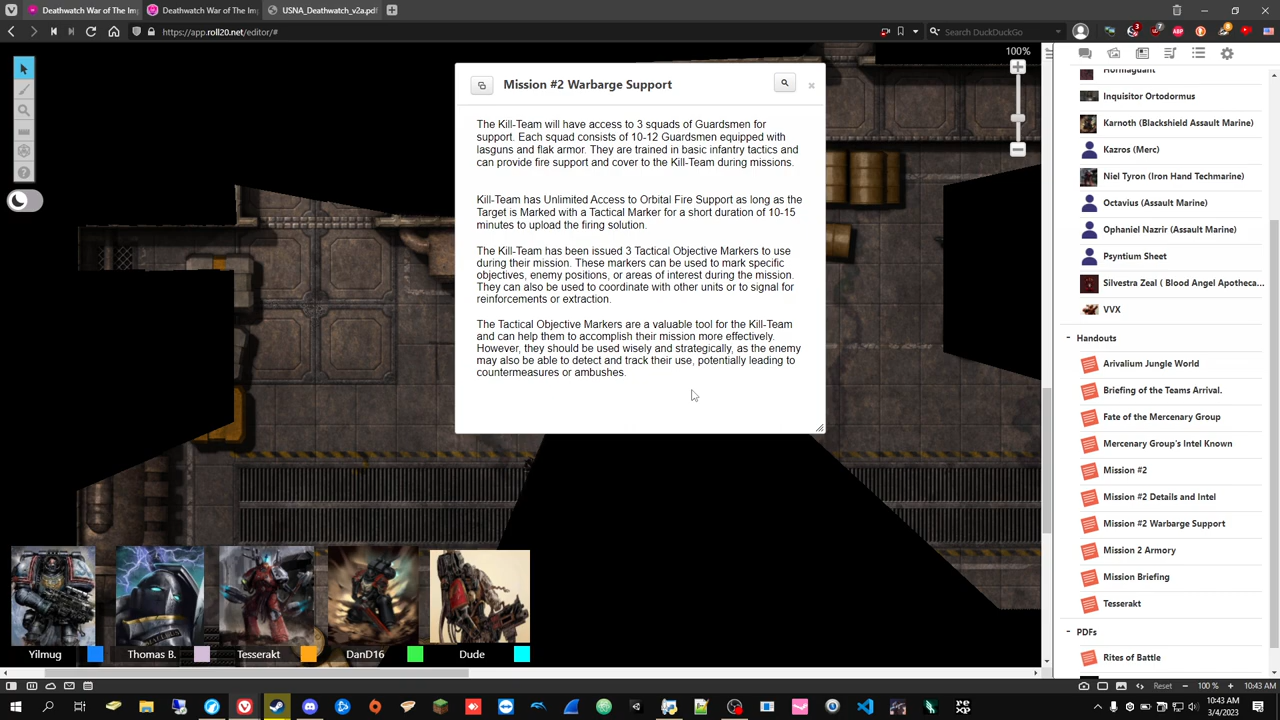 Deathwatch War of The Im
Deathwatch War of The Imp
USNA_Deathwatch_v2a.pdf
https://app.roll20.net/editor/#
Search DuckDuckGo
100%
Mission #2 Warbarge Support
The Kill-Team will have access to 3 squads of Guardsmen for
support. Each squad consists of 10-12 Guardsmen equipped with
lasguns and flak armor. They are trained in basic infantry tactics and
can provide fire support and cover to the Kill-Team during missions.
Kill-Team has Unlimited Access to Orbital Fire Support as long as the
Target is Marked with a Tactical Marker for a short duration of 10-15
minutes to upload the firing solution.
The Kill-Team has been issued 3 Tactical Objective Markers to use
during their mission. These markers can be used to mark specific
objectives, enemy positions, or areas of interest during the mission.
They can also be used to coordinate with other units or to signal for
reinforcements or extraction.
The Tactical Objective Markers are a valuable tool for the Kill-Team
and can help them to accomplish their mission more effectively.
However, they should be used wisely and strategically, as the enemy
may also be able to detect and track their use, potentially leading to
countermeasures or ambushes.
Hormagaunt
Inquisitor Ortodormus
Karnoth (Blackshield Assault Marine)
Kazros (Merc)
Niel Tyron (Iron Hand Techmarine)
Octavius (Assault Marine)
Ophaniel Nazrir (Assault Marine)
Psyntium Sheet
Silvestra Zeal ( Blood Angel Apotheca...
VVX
Handouts
Arivalium Jungle World
Briefing of the Teams Arrival.
Fate of the Mercenary Group
Mercenary Group's Intel Known
Mission #2
Mission #2 Details and Intel
Mission #2 Warbarge Support
Mission 2 Armory
Mission Briefing
Tesserakt
PDFs
Rites of Battle
Yilmug
Thomas B.
Tesserakt
DanD16
Dude
Reset
100 %
10:43 AM
10:43 AM
3/4/2023